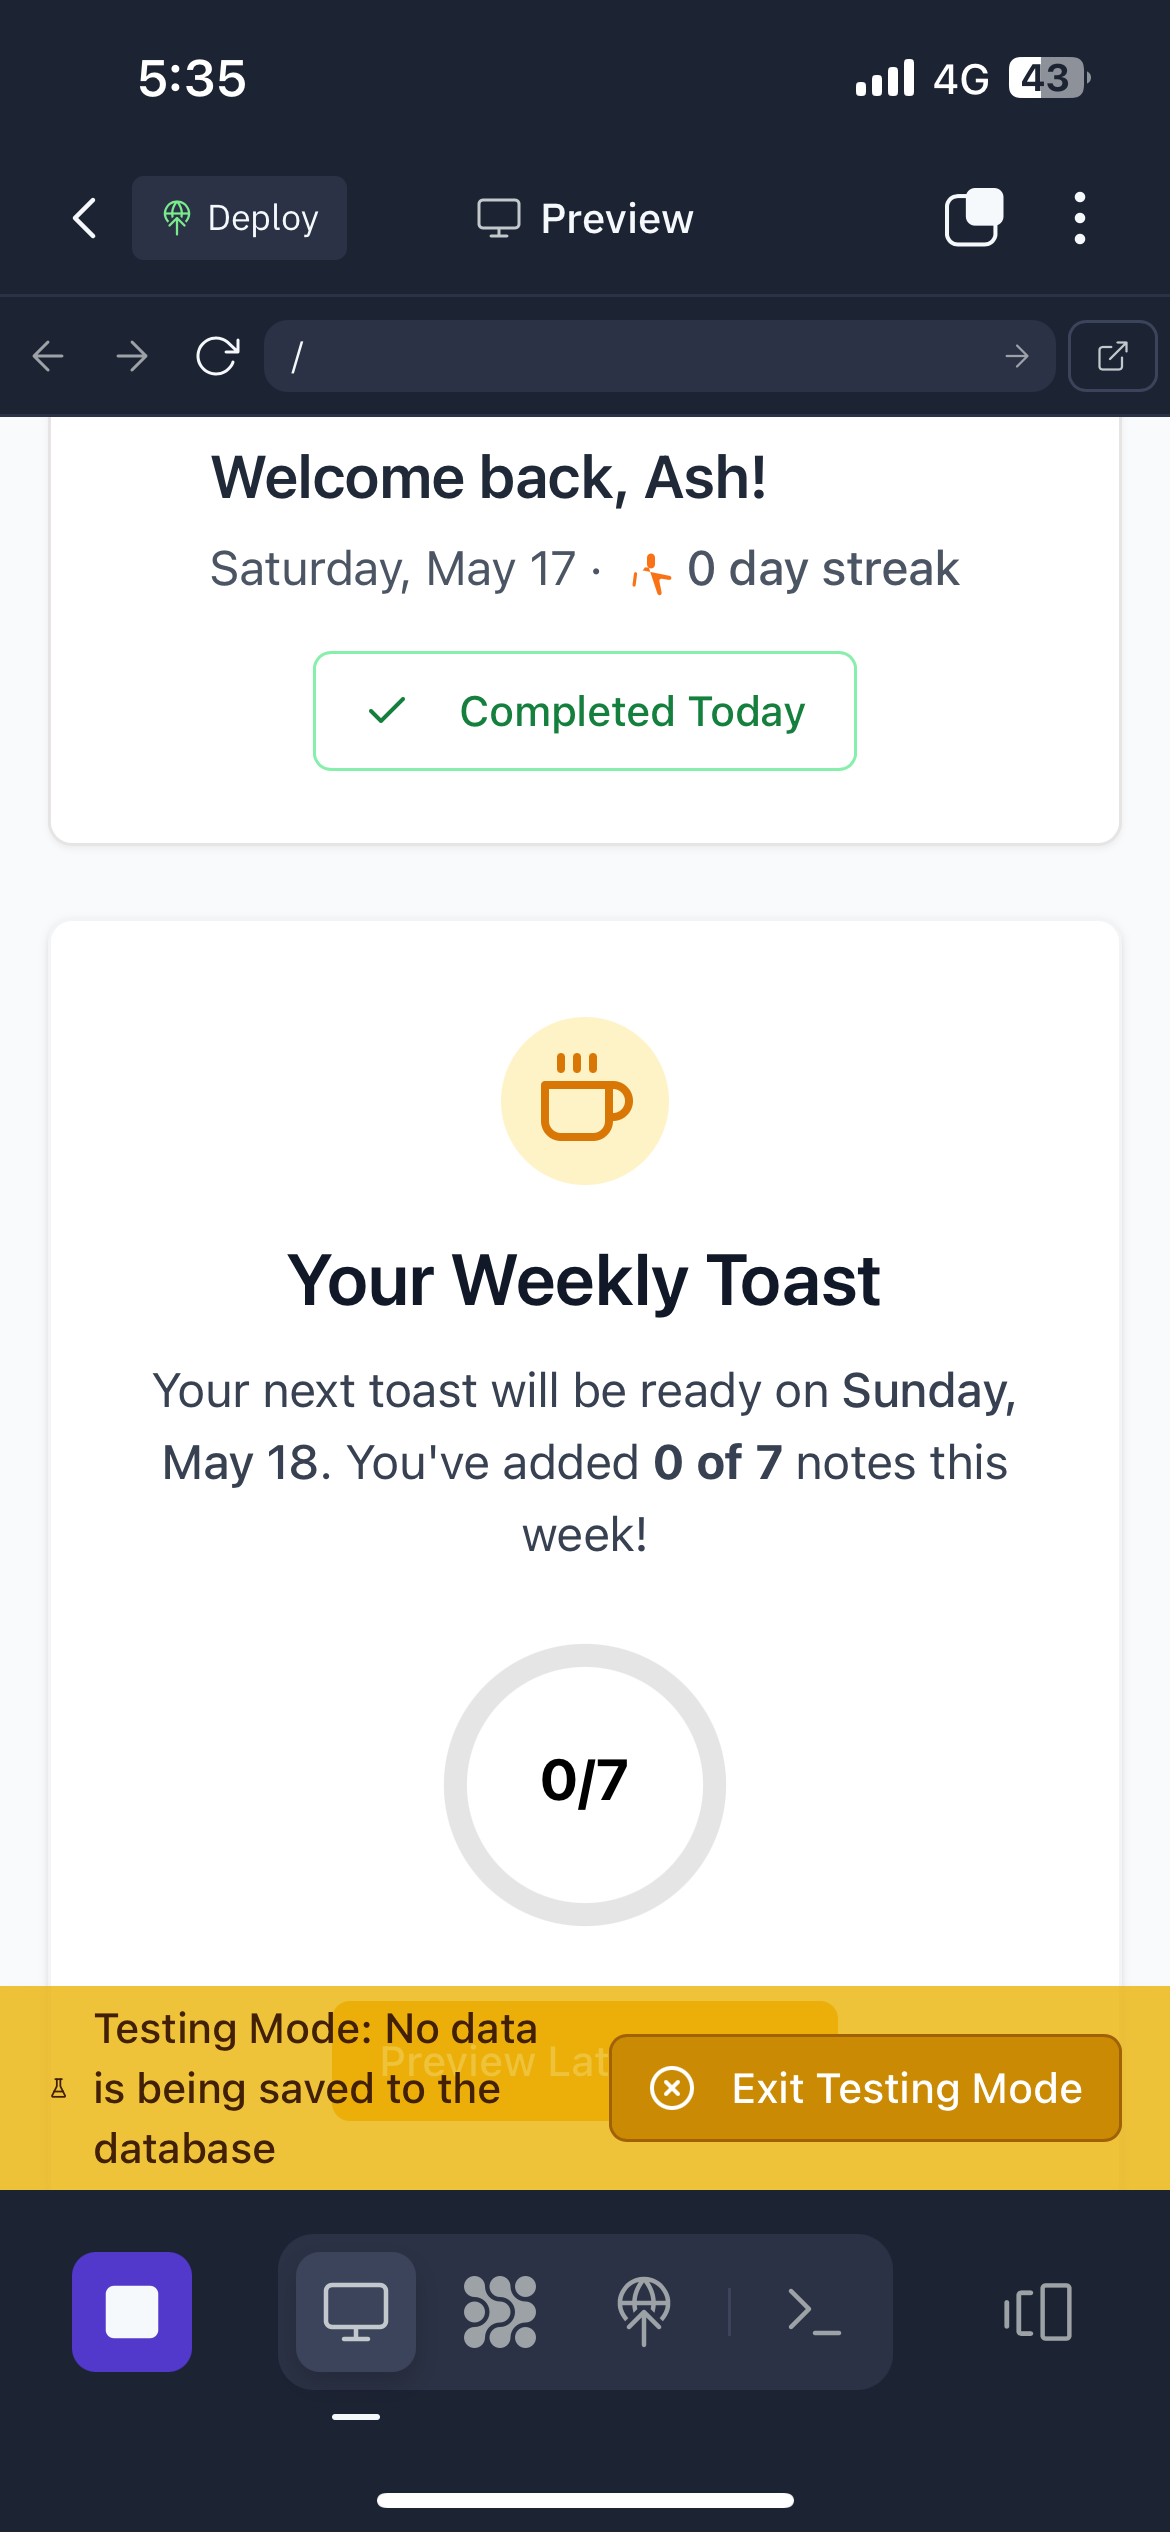 5:35
4G 43
Deploy
Preview
/
Welcome back, Ash!
Saturday, May 17 · 0 day streak
Completed Today
Your Weekly Toast
Your next toast will be ready on Sunday,
May 18. You've added 0 of 7 notes this
week!
0/7
Testing Mode: No data
is being saved to the
database
Preview Lat
Exit Testing Mode